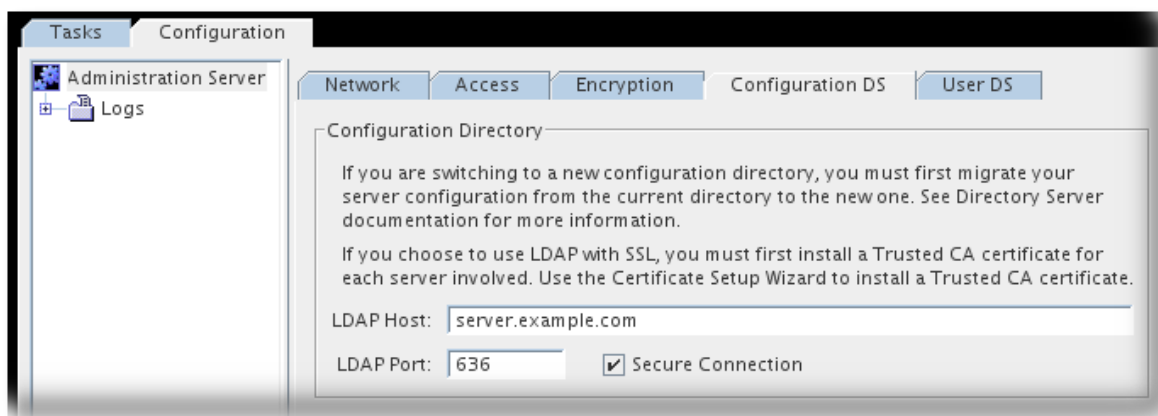 Tasks Configuration
Administration Server
Logs
Network Access Encryption Configuration DS User DS
Configuration Directory
If you are switching to a new configuration directory, you must first migrate your
server configuration from the current directory to the new one. See Directory Server
documentation for more information.
If you choose to use LDAP with SSL, you must first install a Trusted CA certificate for
each server involved. Use the Certificate Setup Wizard to install a Trusted CA certificate.
LDAP Host: server.example.com
LDAP Port: 636 Secure Connection